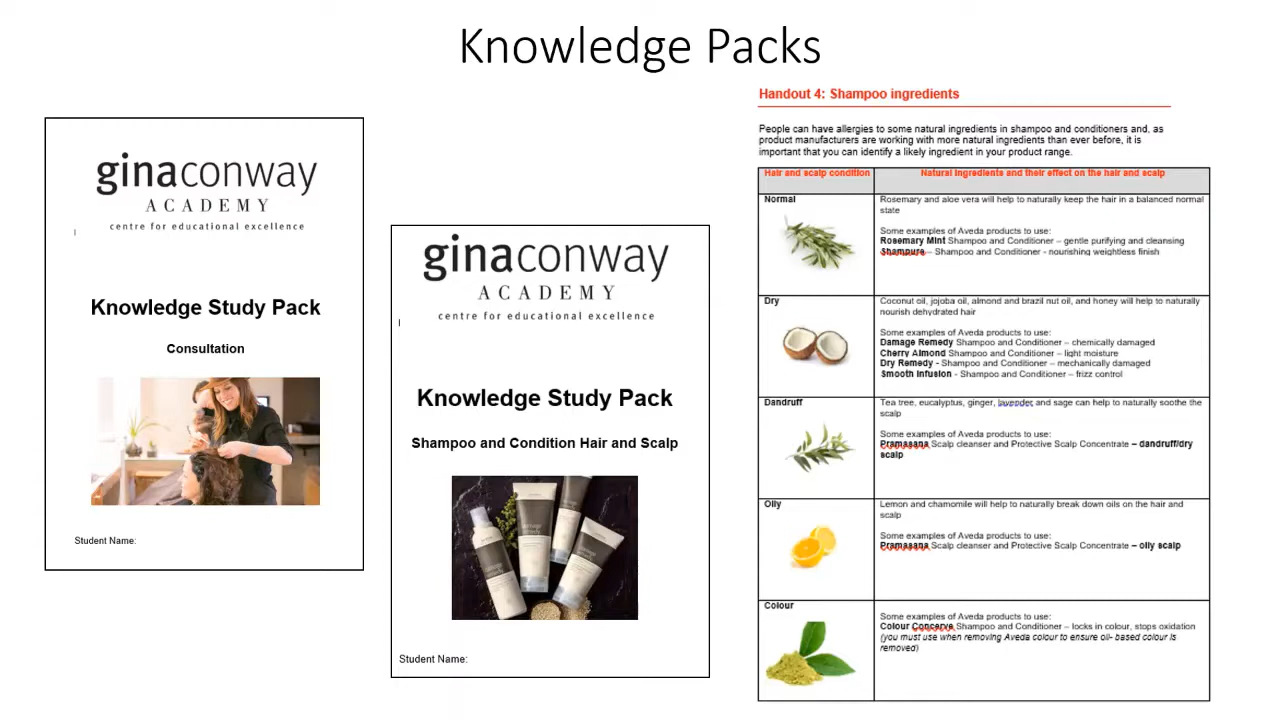 Knowledge Packs
ginaconway
ACADEMY
centre for educational excellence
Knowledge Study Pack
Consultation
Student Name:
ginaconway
ACADEMY
centre for educational excellence
Knowledge Study Pack
Shampoo and Condition Hair and Scalp
Student Name:
Handout 4: Shampoo ingredients
People can have allergies to some natural ingredients in shampoo and conditioners and, as
product manufacturers are working with more natural ingredients than ever before, it is
important that you can identify a likely ingredient in your product range.
Hair and scalp condition
Natural ingredients and their effect on the hair and scalp
Normal
Rosemary and aloe vera will help to naturally keep the hair in a balanced normal
state
Some examples of Aveda products to use:
Rosemary Mint Shampoo and Conditioner – gentle purifying and cleansing
Shampure – Shampoo and Conditioner - nourishing weightless finish
Dry
Coconut oil, jojoba oil, almond and brazil nut oil, and honey will help to naturally
nourish dehydrated hair
Some examples of Aveda products to use:
Damage Remedy Shampoo and Conditioner – chemically damaged
Cherry Almond Shampoo and Conditioner – light moisture
Dry Remedy - Shampoo and Conditioner – mechanically damaged
Smooth Infusion - Shampoo and Conditioner – frizz control
Dandruff
Tea tree, eucalyptus, ginger, lavender and sage can help to naturally soothe the
scalp
Some examples of Aveda products to use:
Pramasana Scalp cleanser and Protective Scalp Concentrate – dandruff/dry
scalp
Oily
Lemon and chamomile will help to naturally break down oils on the hair and
scalp
Some examples of Aveda products to use:
Pramasana Scalp cleanser and Protective Scalp Concentrate – oily scalp
Colour
Some examples of Aveda products to use:
Colour Concerve Shampoo and Conditioner – locks in colour, stops oxidation
(you must use when removing Aveda colour to ensure oil- based colour is
removed)